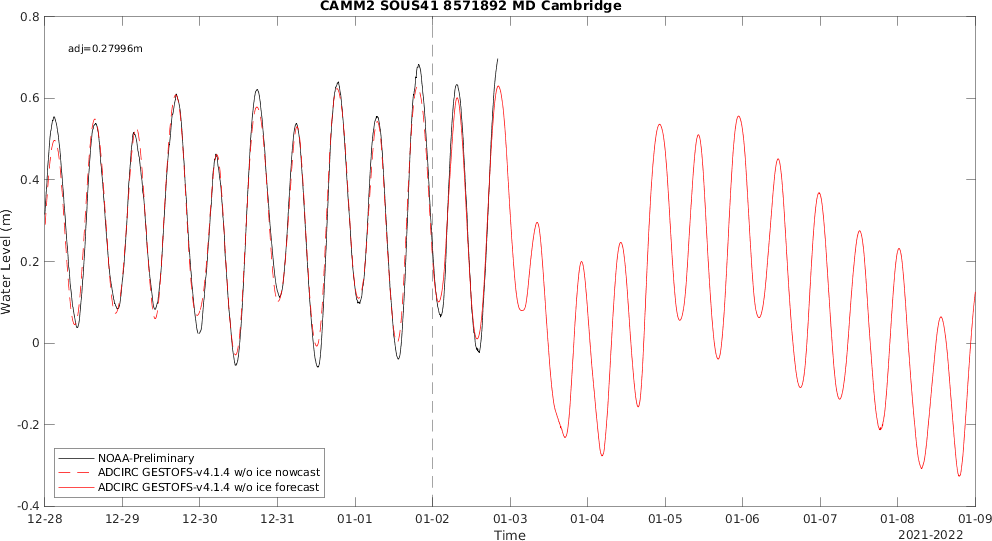 CAMM2 SOUS41 8571892 MD Cambridge
adj=0.27996m
0.8
0.6
0.4
0.2
0
-0.2
-0.4
Water Level (m)
NOAA-Preliminary
ADCIRC GESTOFS-v4.1.4 w/o ice nowcast
ADCIRC GESTOFS-v4.1.4 w/o ice forecast
12-28 12-29 12-30 12-31 01-01 01-02 01-03 01-04 01-05 01-06 01-07 01-08 01-09
Time
2021-2022